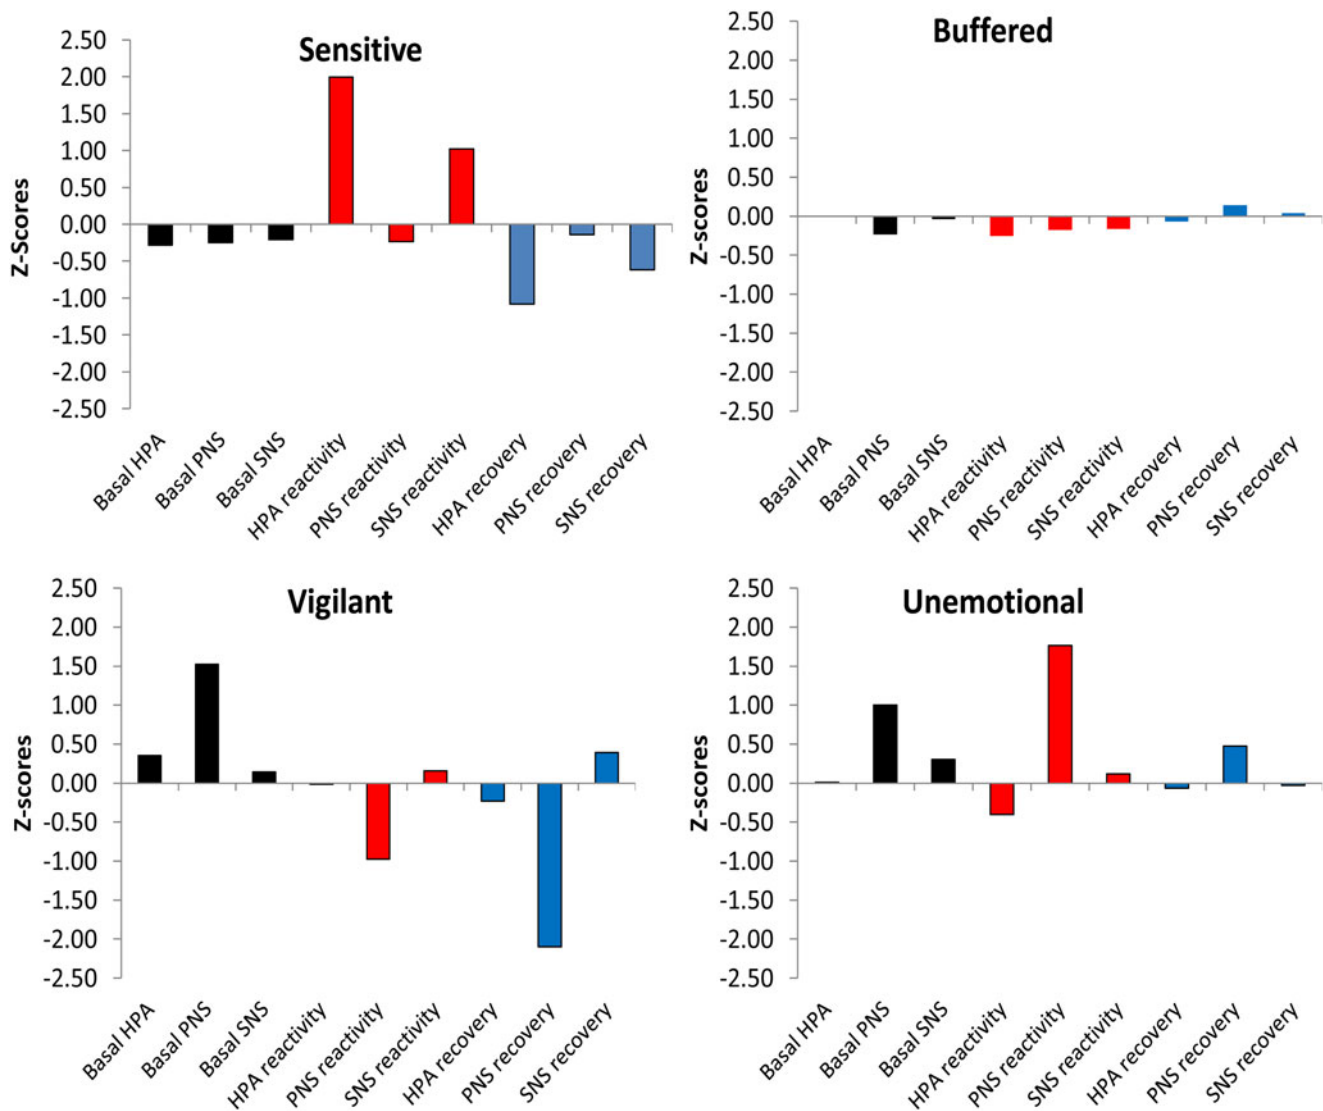 Sensitive
2.50
2.00
1.50
1.00
0.50
0.00
-0.50
-1.00
-1.50
-2.00
-2.50
Z-Scores
Basal HPA
Basal PNS
Basal SNS
HPA reactivity
PNS reactivity
SNS reactivity
HPA recovery
PNS recovery
SNS recovery
Buffered
2.50
2.00
1.50
1.00
0.50
0.00
-0.50
-1.00
-1.50
-2.00
-2.50
Z-scores
Basal HPA
Basal PNS
Basal SNS
HPA reactivity
PNS reactivity
SNS reactivity
HPA recovery
PNS recovery
SNS recovery
Vigilant
2.50
2.00
1.50
1.00
0.50
0.00
-0.50
-1.00
-1.50
-2.00
-2.50
Z-scores
Basal HPA
Basal PNS
Basal SNS
HPA reactivity
PNS reactivity
SNS reactivity
HPA recovery
PNS recovery
SNS recovery
Unemotional
2.50
2.00
1.50
1.00
0.50
0.00
-0.50
-1.00
-1.50
-2.00
-2.50
Z-scores
Basal HPA
Basal PNS
Basal SNS
HPA reactivity
PNS reactivity
SNS reactivity
HPA recovery
PNS recovery
SNS recovery